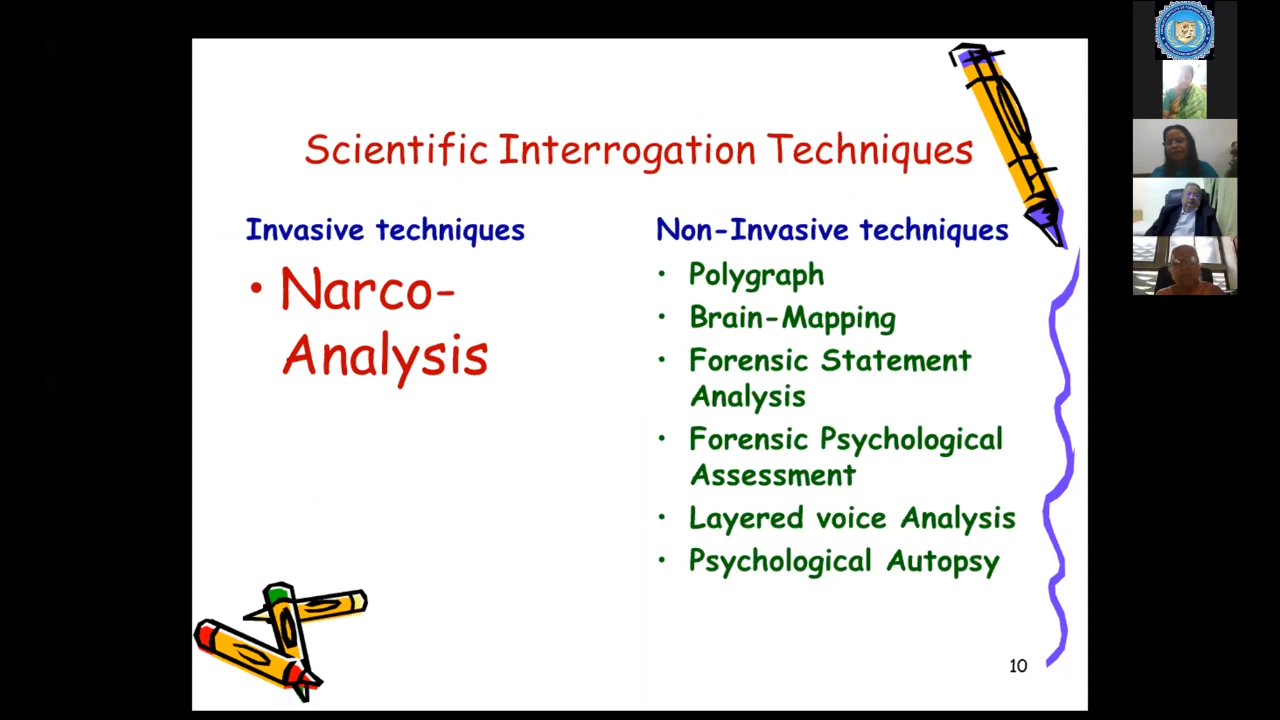 Scientific Interrogation Techniques
Invasive techniques
• Narco-
Analysis
Non-Invasive techniques
• Polygraph
• Brain-Mapping
• Forensic Statement
Analysis
• Forensic Psychological
Assessment
• Layered voice Analysis
• Psychological Autopsy
10